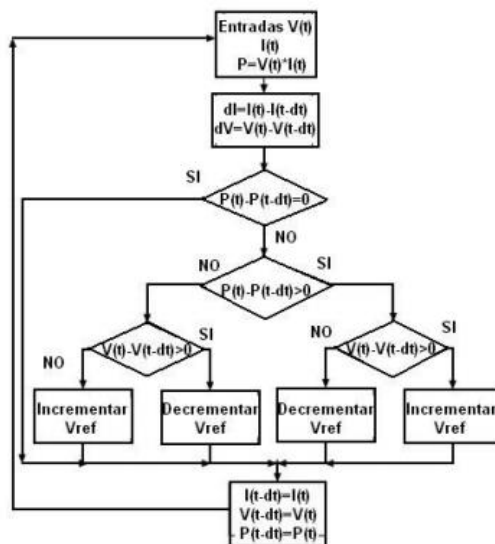 Entradas V(t)
I(t)
P=V(t)*I(t)
dI=I(t)-I(t-dt)
dV=V(t)-V(t-dt)
SI
P(t)-P(t-dt)=0
NO
NO
SI
P(t)-P(t-dt)>0
NO
V(t)-V(t-dt)>0
SI
NO
V(t)-V(t-dt)>0
SI
Incrementar
Vref
Decrementar
Vref
Decrementar
Vref
Incrementar
Vref
I(t-dt)=I(t)
V(t-dt)=V(t)
P(t-dt)=P(t)